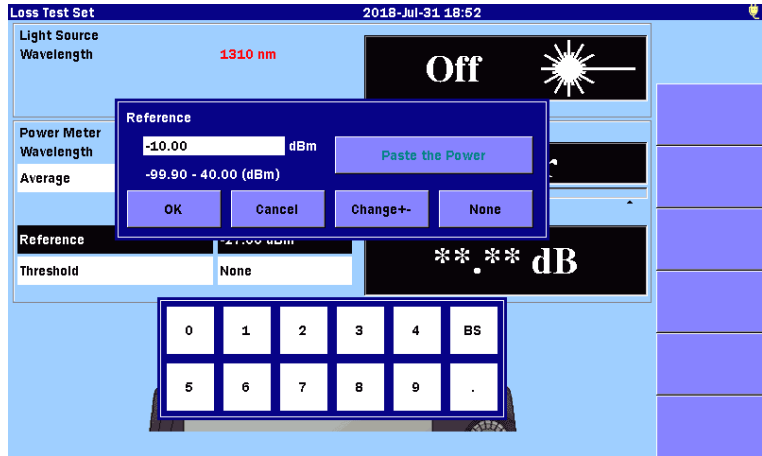 Loss Test Set 2018-Jul-31 18:52
Light Source
Wavelength 1310 nm
Off
Reference
-10.00 dBm Paste the Power
-99.90 - 40.00 (dBm)
OK Cancel Change+- None
Power Meter
Wavelength
Average
Reference
Threshold None
**.** dB
0 1 2 3 4 BS
5 6 7 8 9 .